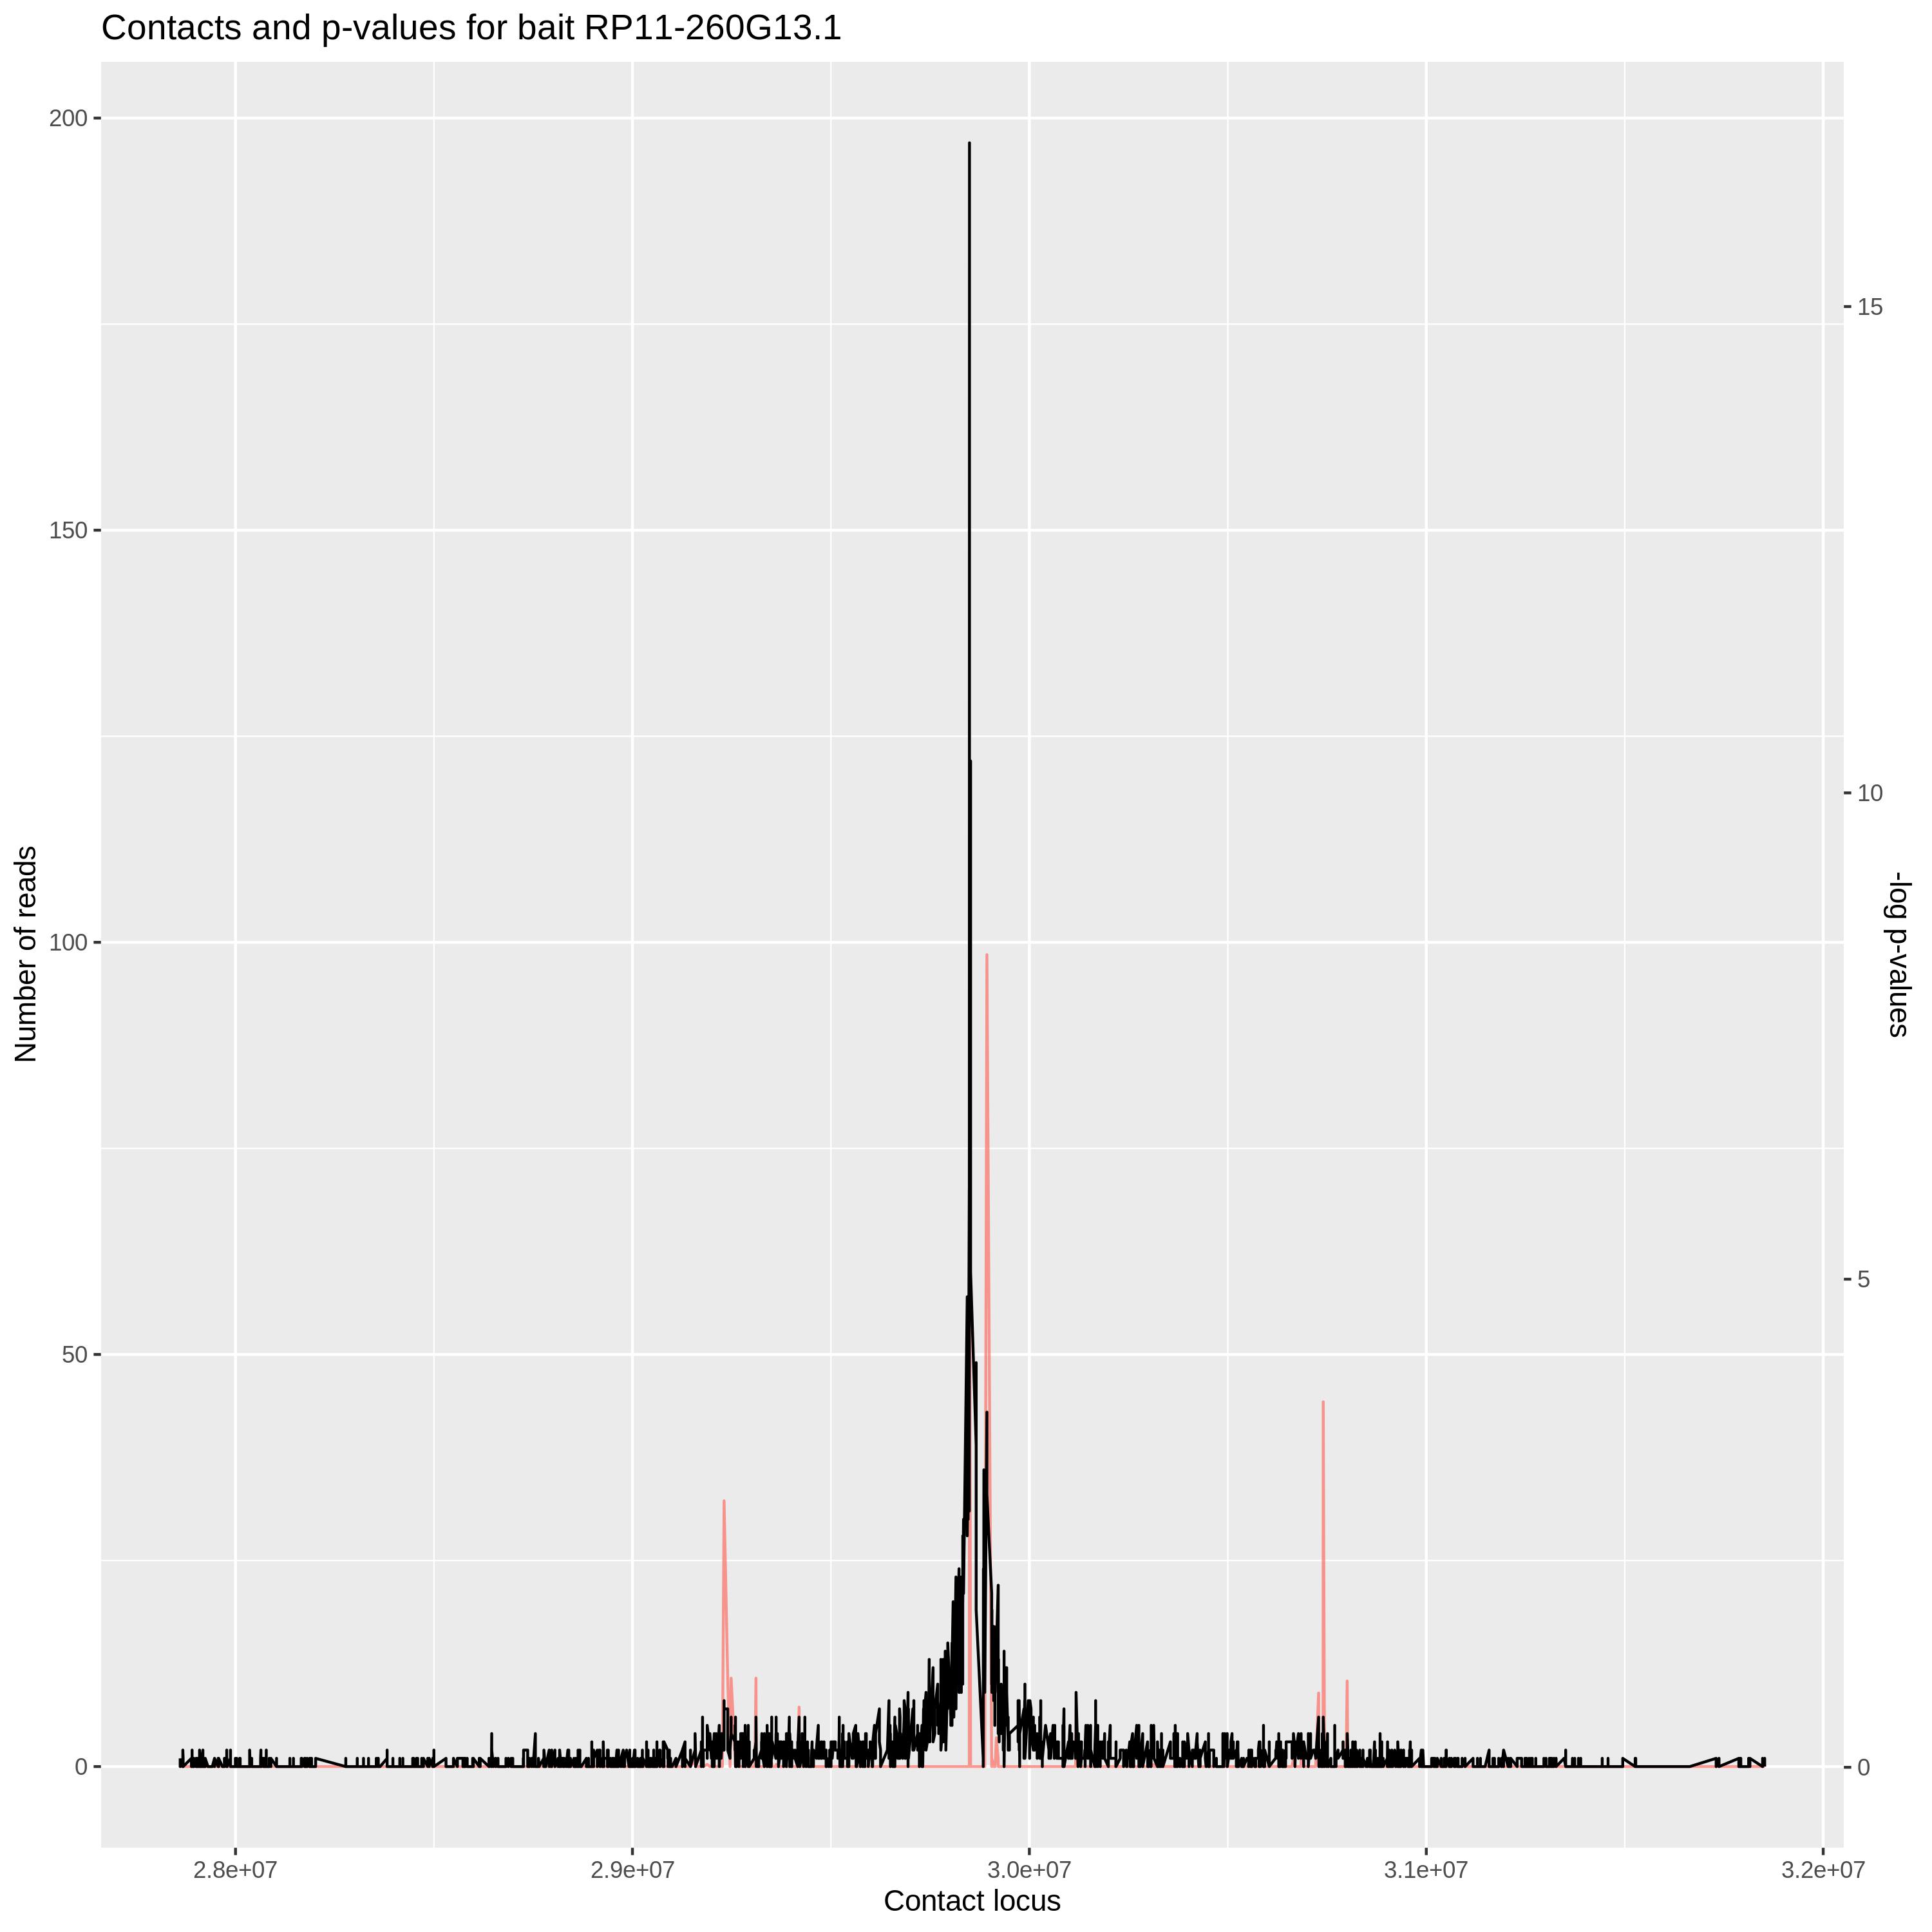 Contacts and p-values for bait RP11-260G13.1
200
150
100
50
0
Number of reads
15
10
5
0
-log p-values
2.8e+07 2.9e+07 3.0e+07 3.1e+07 3.2e+07
Contact locus